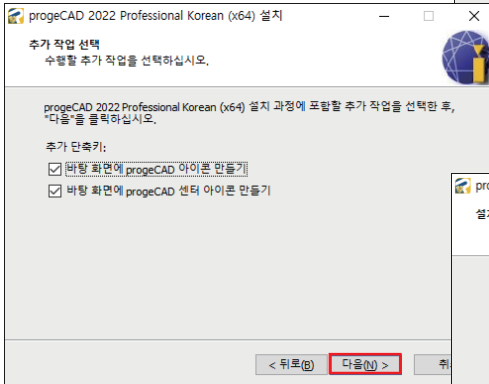 progeCAD 2022 Professional Korean (x64) 설치
추가 작업 선택
수행할 추가 작업을 선택하십시오.
progeCAD 2022 Professional Korean (x64) 설치 과정에 포함할 추가 작업을 선택한 후,
"다음"을 클릭하십시오.
추가 단축키:
바탕 화면에 progeCAD 아이콘 만들기
바탕 화면에 progeCAD 센터 아이콘 만들기
< 뒤로(B)
다음(N) >